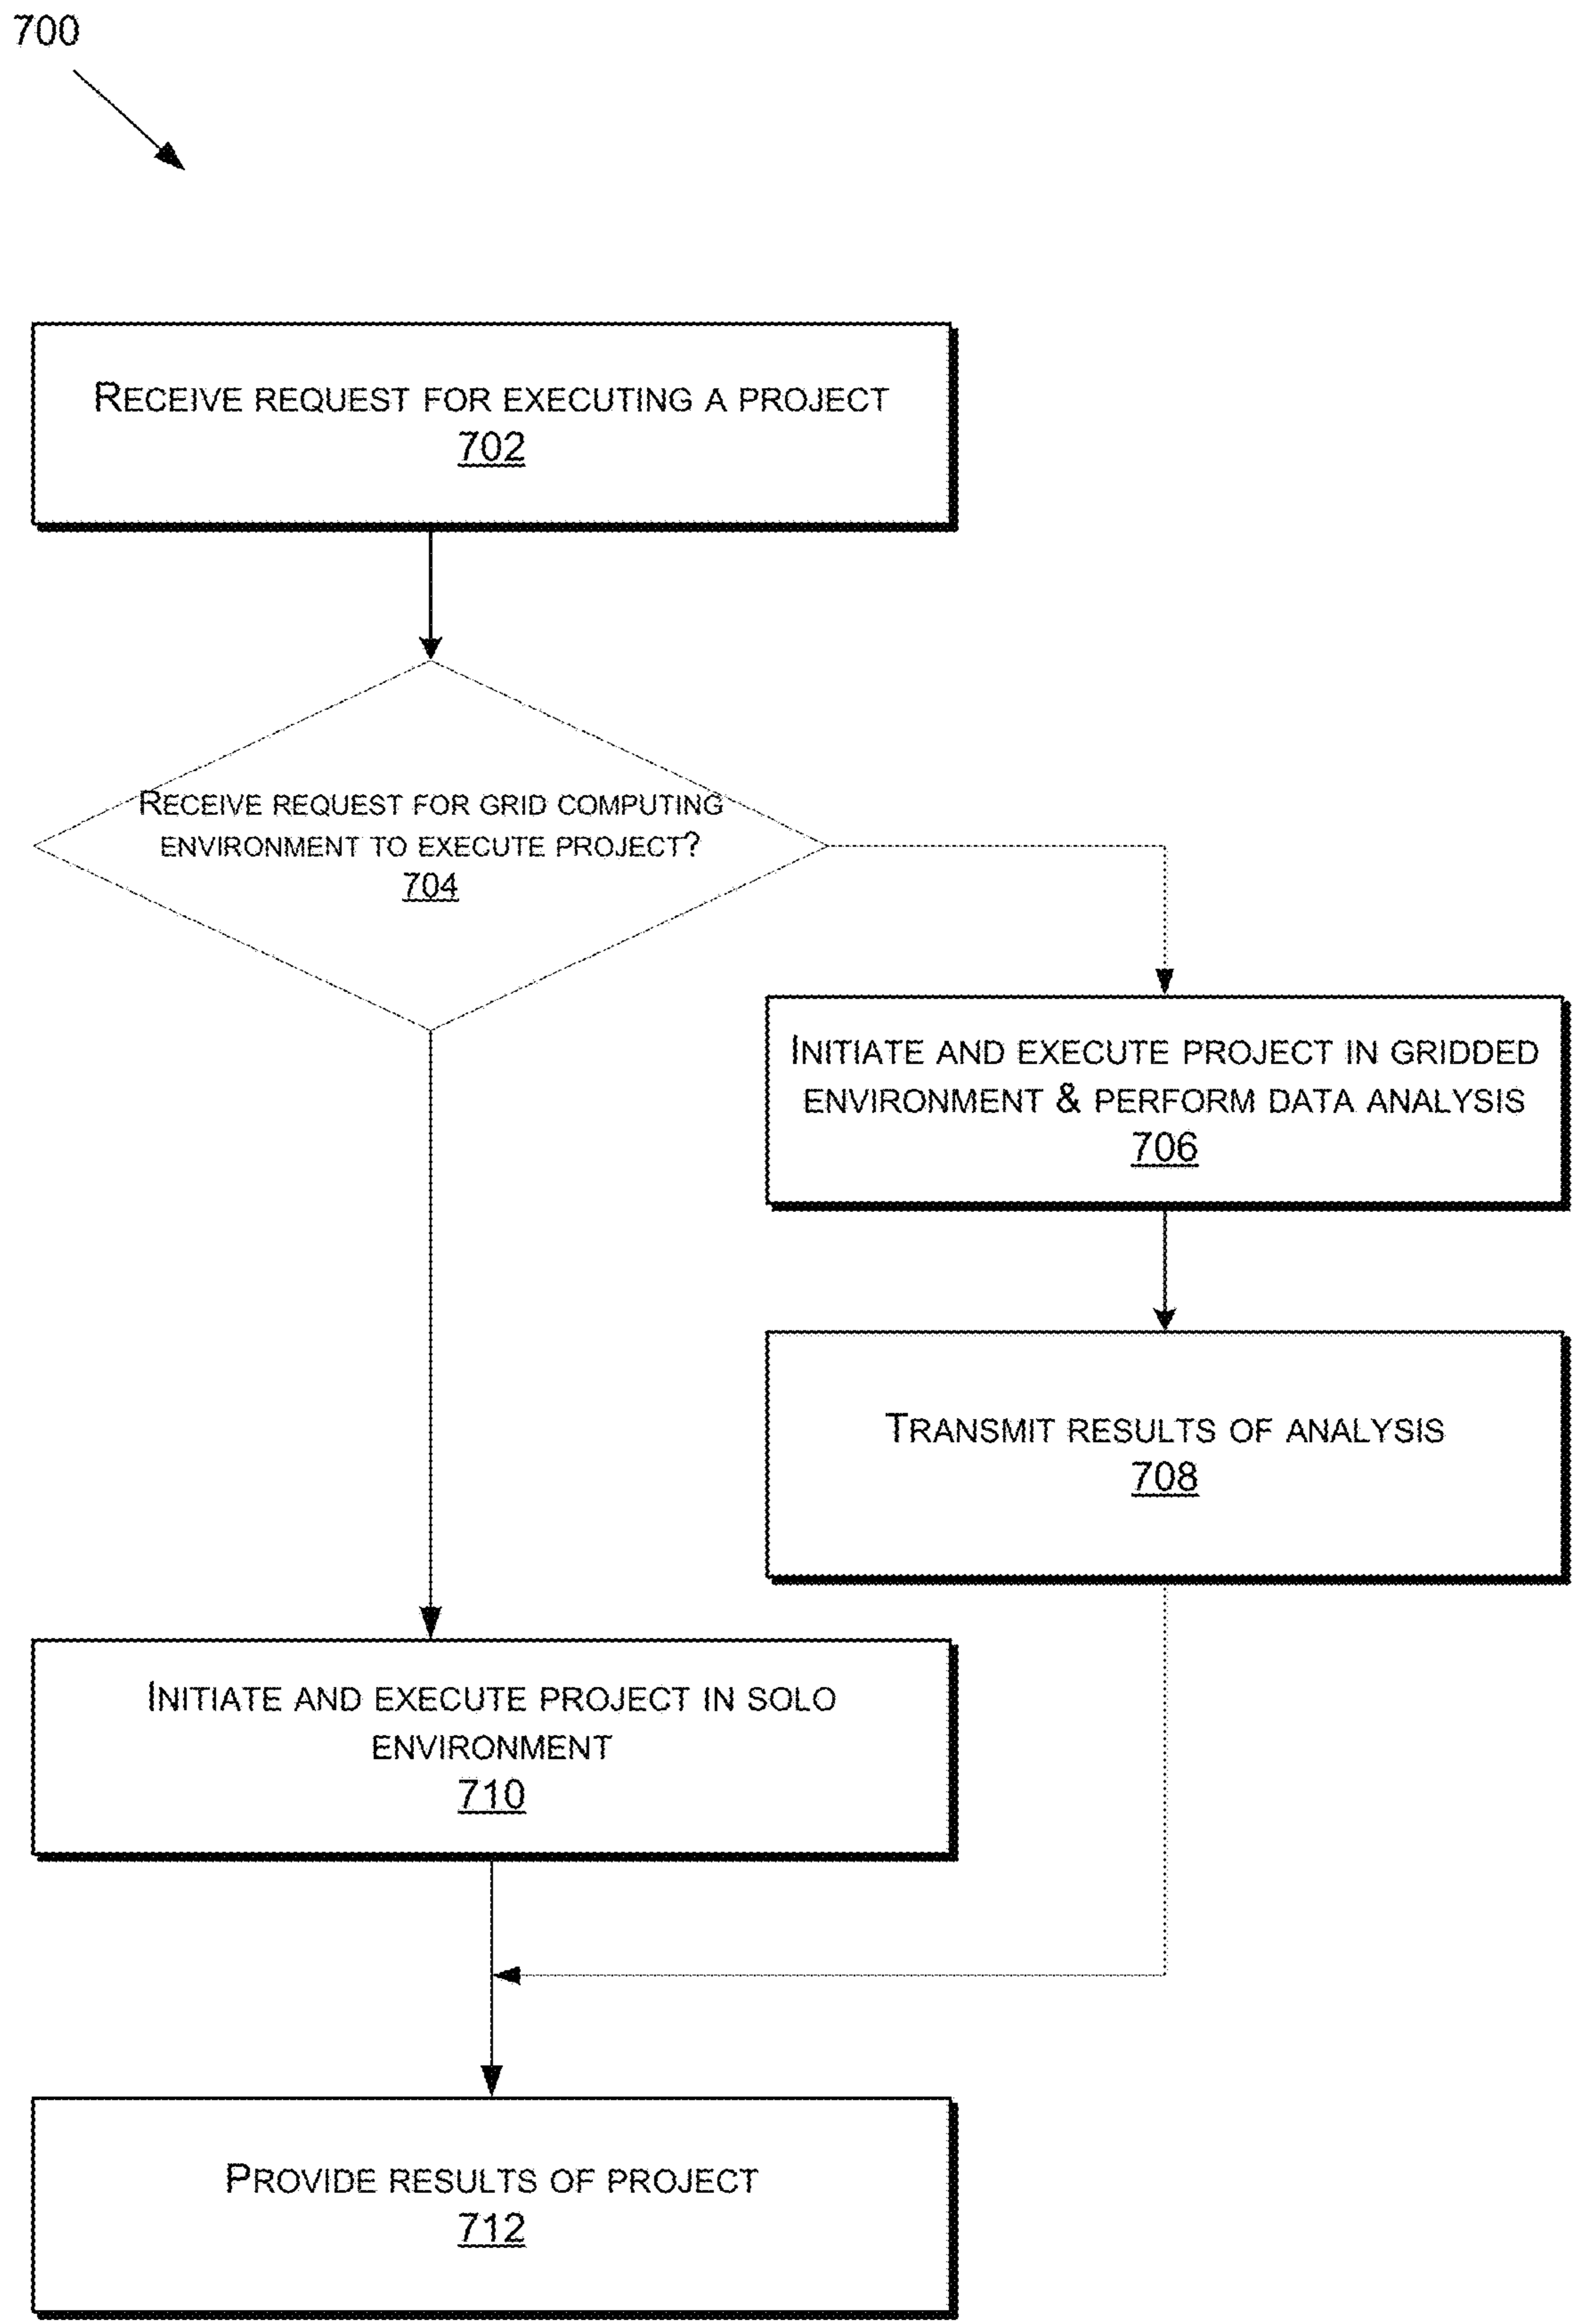 700
RECEIVE REQUEST FOR EXECUTING A PROJECT
702
RECEIVE REQUEST FOR GRID COMPUTING
ENVIRONMENT TO EXECUTE PROJECT?
704
INITIATE AND EXECUTE PROJECT IN GRIDDED
ENVIRONMENT & PERFORM DATA ANALYSIS
706
TRANSMIT RESULTS OF ANALYSIS
708
INITIATE AND EXECUTE PROJECT IN SOLO
ENVIRONMENT
710
PROVIDE RESULTS OF PROJECT
712